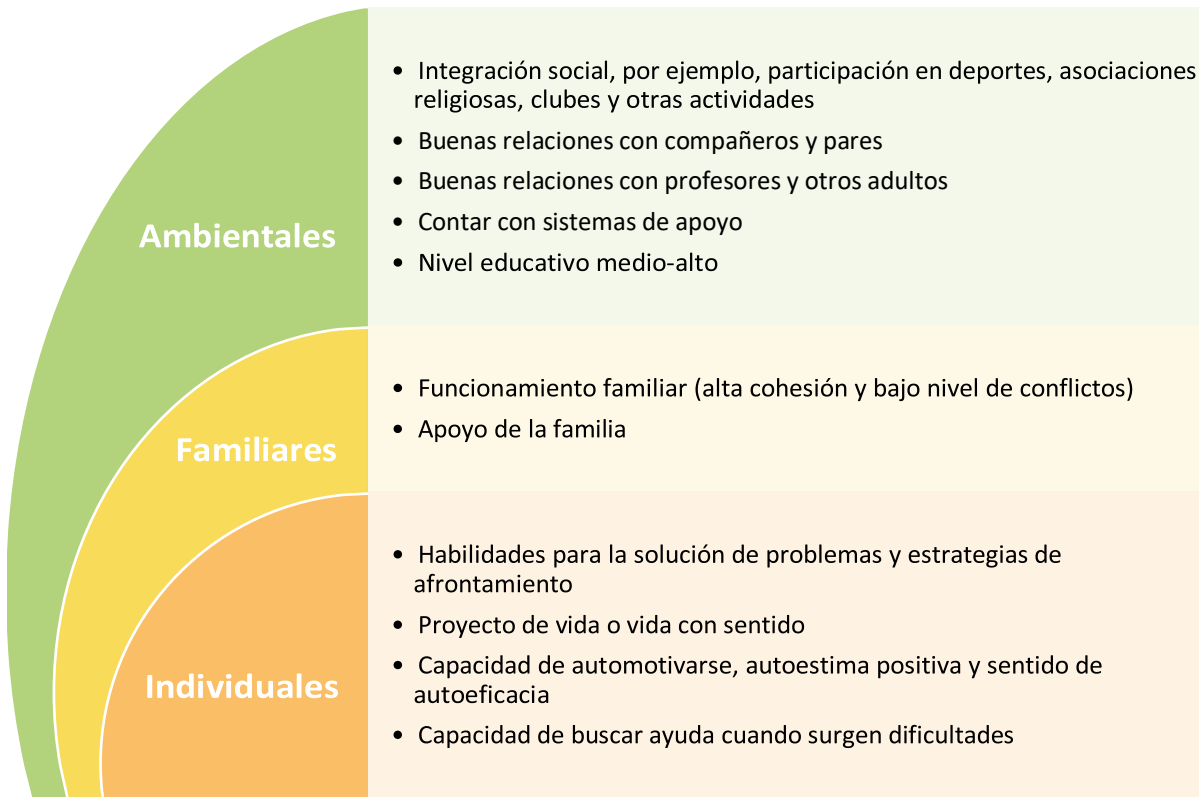 Ambientales
• Integración social, por ejemplo, participación en deportes, asociaciones
religiosas, clubes y otras actividades
• Buenas relaciones con compañeros y pares
• Buenas relaciones con profesores y otros adultos
• Contar con sistemas de apoyo
• Nivel educativo medio-alto
Familiares
• Funcionamiento familiar (alta cohesión y bajo nivel de conflictos)
• Apoyo de la familia
Individuales
• Habilidades para la solución de problemas y estrategias de
afrontamiento
• Proyecto de vida o vida con sentido
• Capacidad de automotivarse, autoestima positiva y sentido de
autoeficacia
• Capacidad de buscar ayuda cuando surgen dificultades